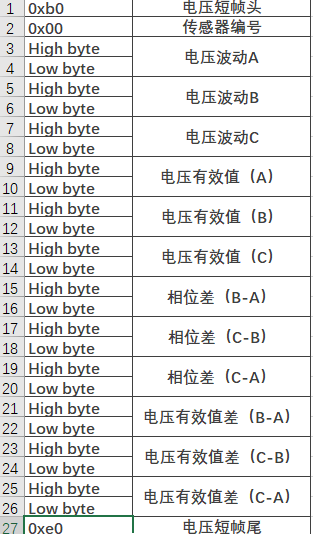 1 0xb0 电压短帧头
2 0x00 传感器编号
3 High byte 电压波动A
4 Low byte
5 High byte 电压波动B
6 Low byte
7 High byte 电压波动C
8 Low byte
9 High byte 电压有效值（A）
10 Low byte
11 High byte 电压有效值（B）
12 Low byte
13 High byte 电压有效值（C）
14 Low byte
15 High byte 相位差（B-A）
16 Low byte
17 High byte 相位差（C-B）
18 Low byte
19 High byte 相位差（C-A）
20 Low byte
21 High byte 电压有效值差（B-A）
22 Low byte
23 High byte 电压有效值差（C-B）
24 Low byte
25 High byte 电压有效值差（C-A）
26 Low byte
27 0xe0 电压短帧尾